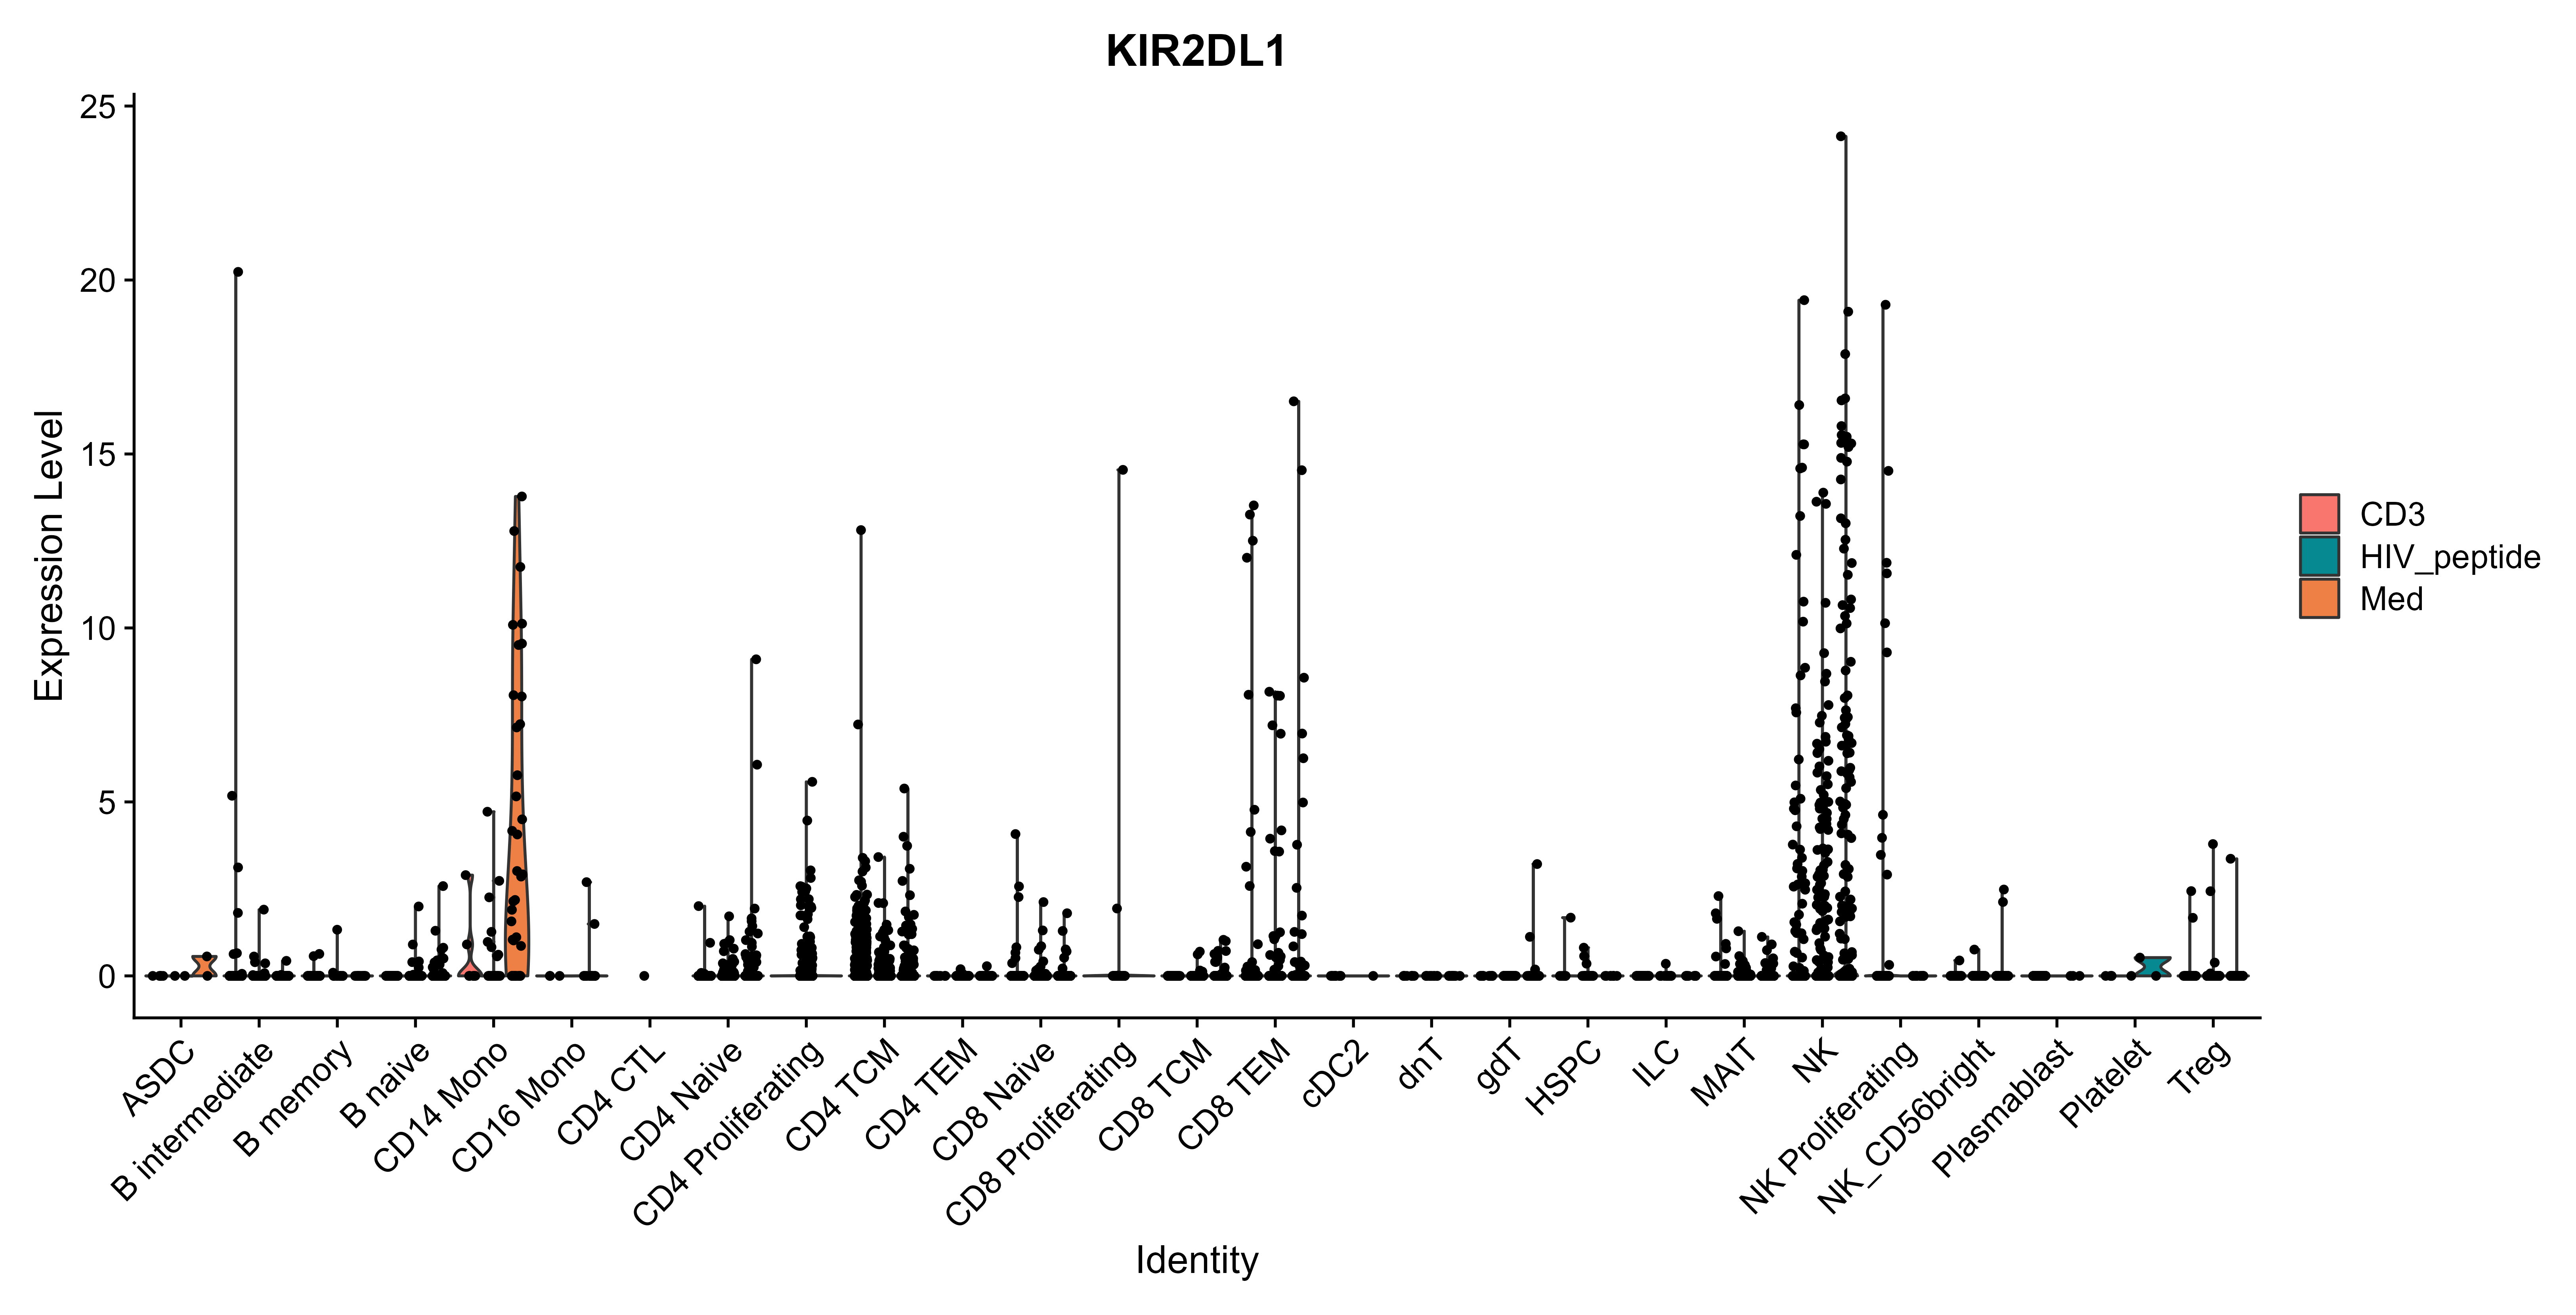 KIR2DL1
Expression Level
25
20
15
10
5
0
ASDC
B intermediate
B memory
B naive
CD14 Mono
CD16 Mono
CD4 CTL
CD4 Naive
CD4 Proliferating
CD4 TCM
CD4 TEM
CD8 Naive
CD8 Proliferating
CD8 TCM
CD8 TEM
cDC2
dnT
gdT
HSPC
ILC
MAIT
NK
NK Proliferating
NK_CD56bright
Plasmablast
Platelet
Treg
Identity
CD3
HIV_peptide
Med